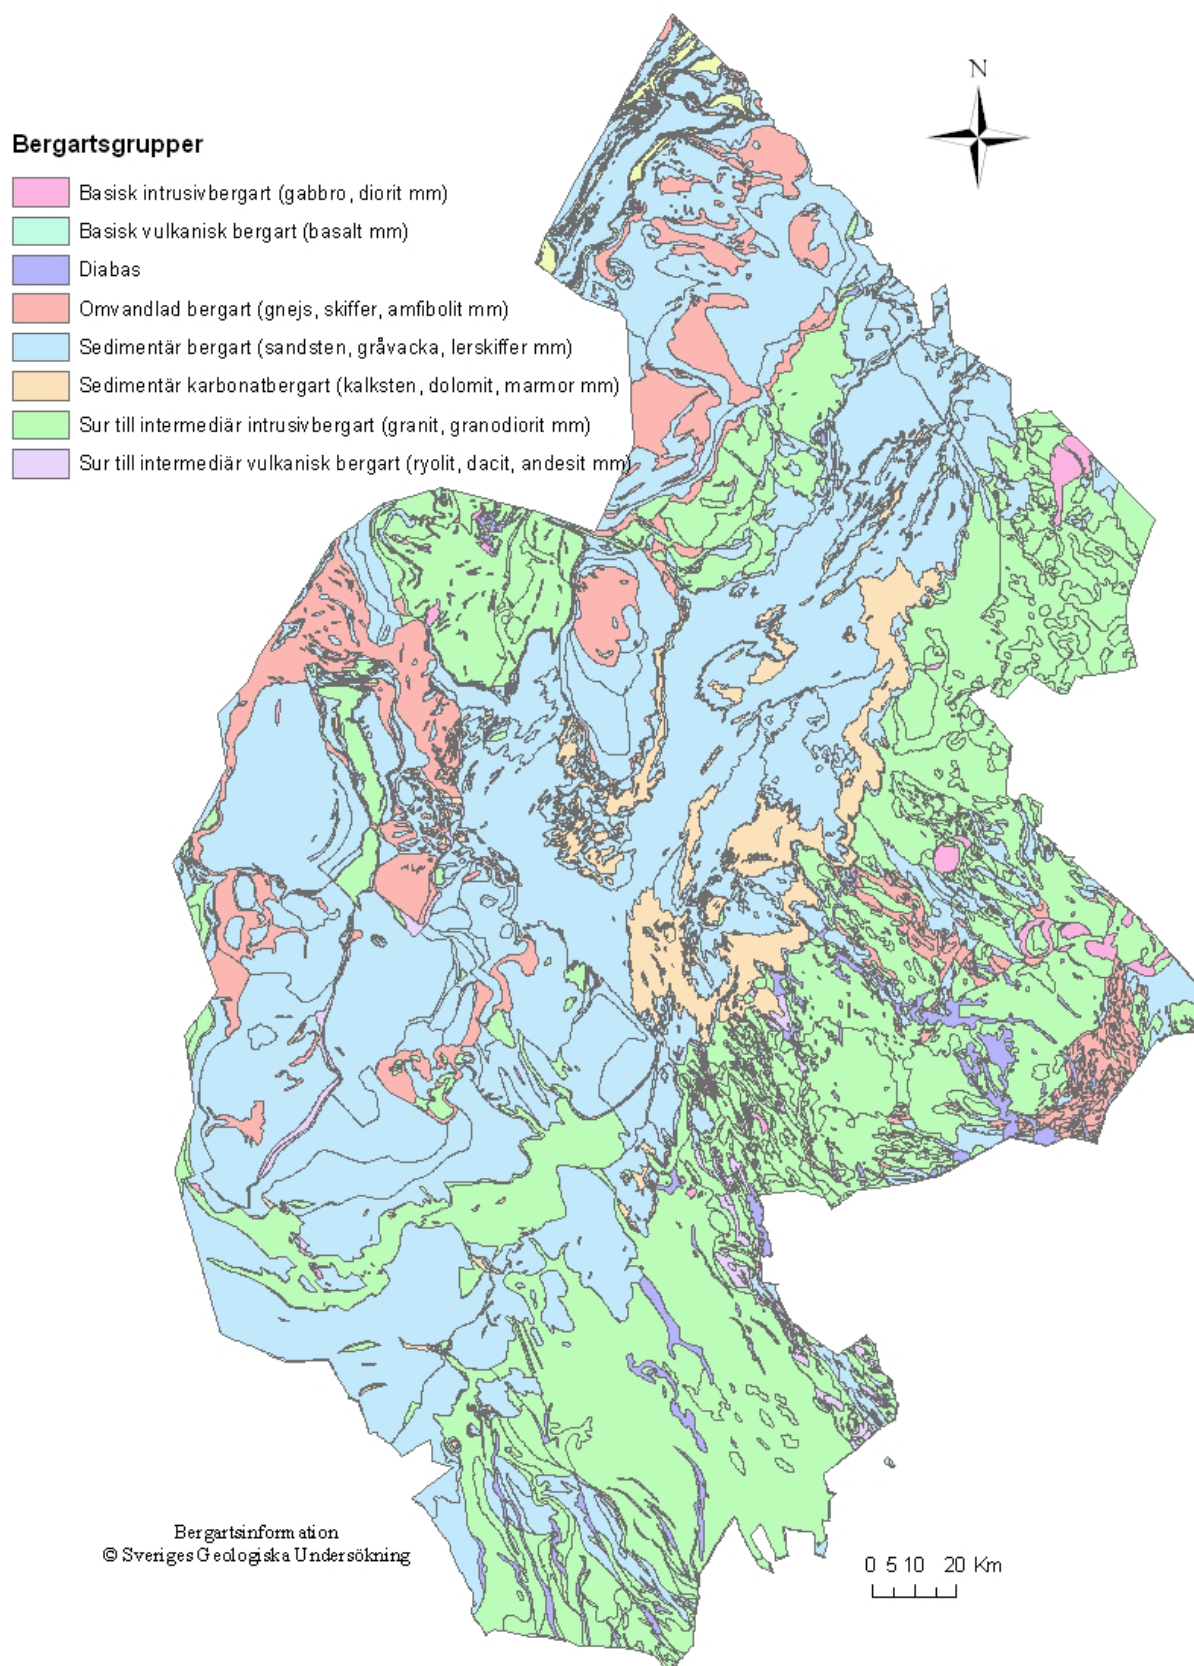 N
Bergartsgrupper
Basisk intrusivbergart (gabbro, diorit mm)
Basisk vulkanisk bergart (basalt mm)
Diabas
Omvandlad bergart (gnejs, skiffer, amfibolit mm)
Sedimentär bergart (sandsten, gråvacka, lerskiffer mm)
Sedimentär karbonatbergart (kalksten, dolomit, marmor mm)
Sur till intermediär intrusivbergart (granit, granodiorit mm)
Sur till intermediär vulkanisk bergart (ryolit, dacit, andesit mm)
Bergartsinformation
© Sveriges Geologiska Undersökning
0 5 10 20 Km